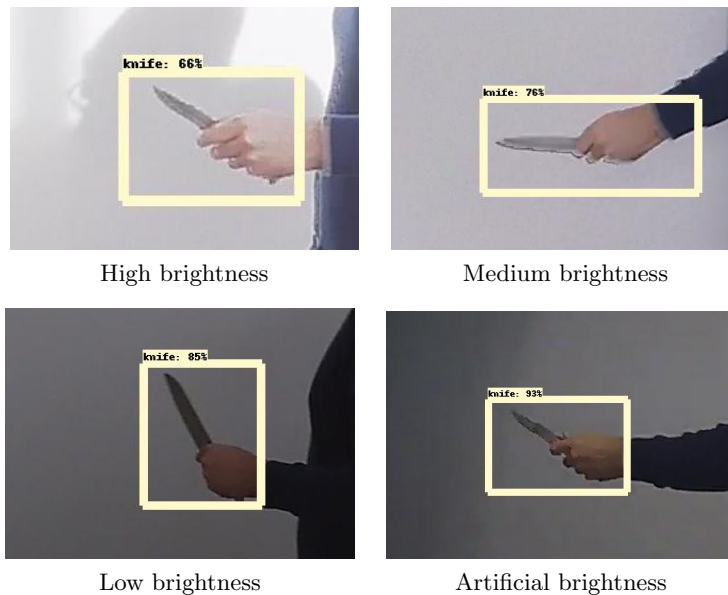 knife: 66%
knife: 76%
High brightness
Medium brightness
knife: 85%
knife: 93%
Low brightness
Artificial brightness